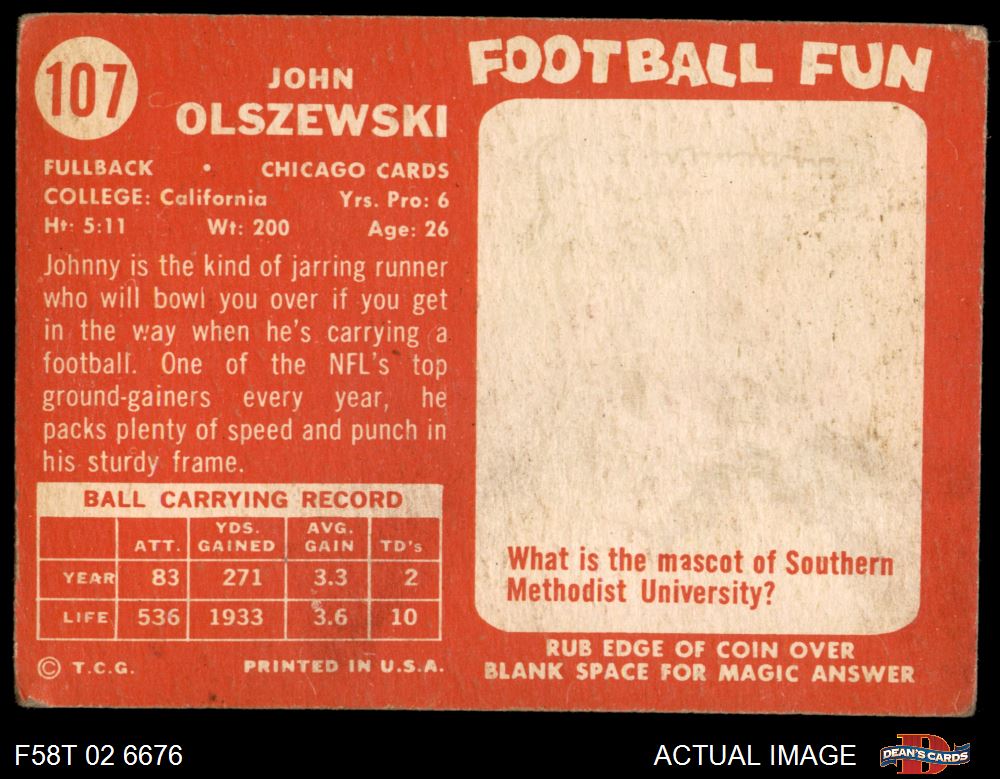 107
JOHN
OLSZEWSKI
FULLBACK • CHICAGO CARDS
COLLEGE: California Yrs. Pro: 6
Ht: 5:11 Wt: 200 Age: 26
Johnny is the kind of jarring runner
who will bowl you over if you get
in the way when he's carrying a
football. One of the NFL's top
ground-gainers every year, he
packs plenty of speed and punch in
his sturdy frame.
BALL CARRYING RECORD
ATT. YDS. GAINED AVG. GAIN TD's
YEAR 83 271 3.3 2
LIFE 536 1933 3.6 10
© T.C.G. PRINTED IN U.S.A.
FOOTBALL FUN
What is the mascot of Southern
Methodist University?
RUB EDGE OF COIN OVER
BLANK SPACE FOR MAGIC ANSWER
F58T 02 6676
ACTUAL IMAGE
DEAN'S CARDS